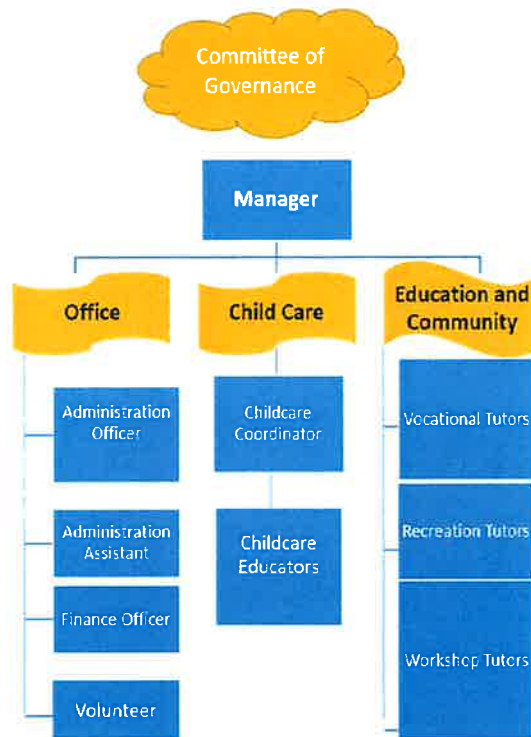 Committee of
Governance
Manager
Office
Child Care
Education and
Community
Administration
Officer
Administration
Assistant
Finance Officer
Volunteer
Childcare
Coordinator
Childcare
Educators
Vocational Tutors
Recreation Tutors
Workshop Tutors